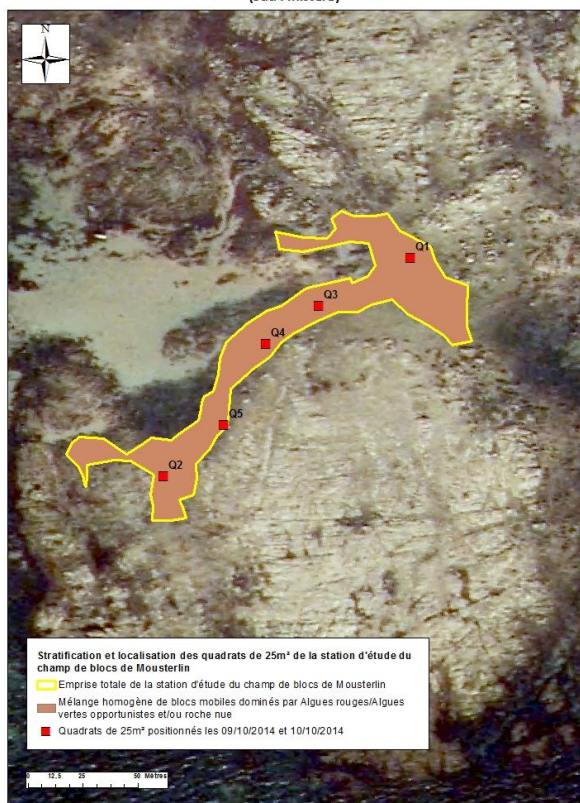 (sud Finistère)
N
Q1
Q3
Q4
Q5
Q2
Stratification et localisation des quadrats de 25m² de la station d'étude du
champ de blocs de Mousterlin
Emprise totale de la station d'étude du champ de blocs de Mousterlin
Mélange homogène de blocs mobiles dominés par Algues rouges/Algues
vertes opportunistes et/ou roche nue
Quadrats de 25m² positionnés les 09/10/2014 et 10/10/2014
0 12,5 25 50 Mètres